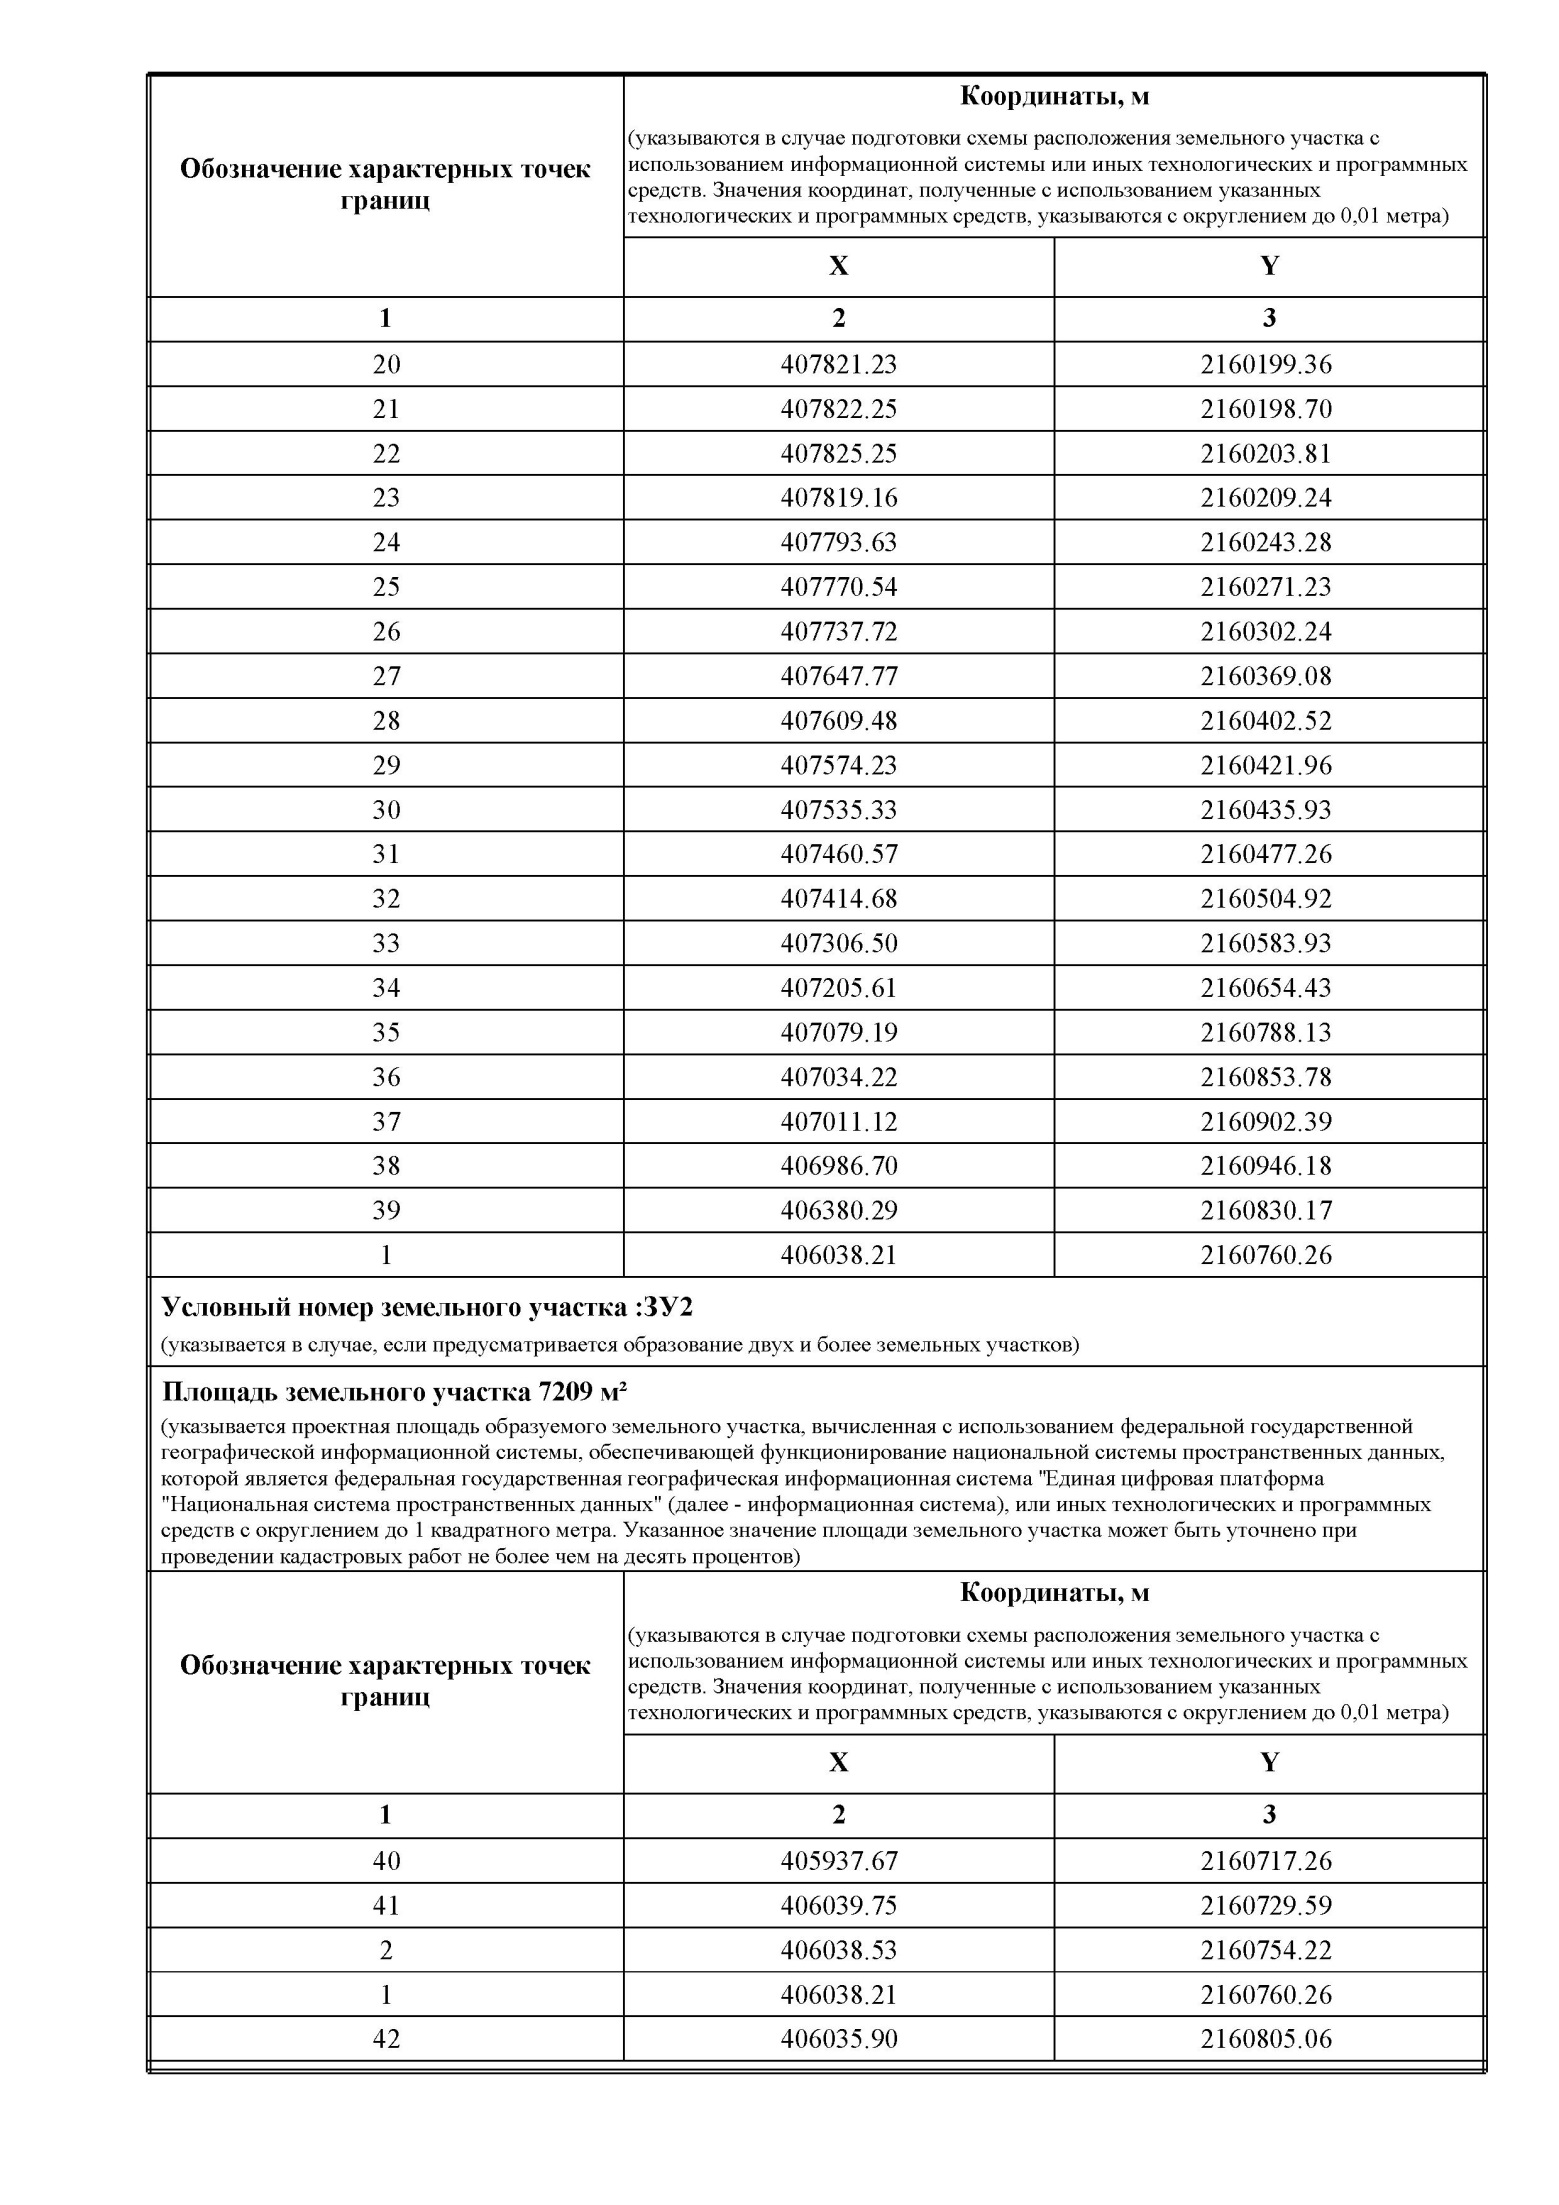 Обозначение характерных точек
границ
Координаты, м
(указываются в случае подготовки схемы расположения земельного участка с
использованием информационной системы или иных технологических и программных
средств. Значения координат, полученные с использованием указанных
технологических и программных средств, указываются с округлением до 0,01 метра)
X Y
1 2 3
20 407821.23 2160199.36
21 407822.25 2160198.70
22 407825.25 2160203.81
23 407819.16 2160209.24
24 407793.63 2160243.28
25 407770.54 2160271.23
26 407737.72 2160302.24
27 407647.77 2160369.08
28 407609.48 2160402.52
29 407574.23 2160421.96
30 407535.33 2160435.93
31 407460.57 2160477.26
32 407414.68 2160504.92
33 407306.50 2160583.93
34 407205.61 2160654.43
35 407079.19 2160788.13
36 407034.22 2160853.78
37 407011.12 2160902.39
38 406986.70 2160946.18
39 406380.29 2160830.17
1 406038.21 2160760.26
Условный номер земельного участка :ЗУ2
(указывается в случае, если предусматривается образование двух и более земельных участков)
Площадь земельного участка 7209 м²
(указывается проектная площадь образуемого земельного участка, вычисленная с использованием федеральной государственной
географической информационной системы, обеспечивающей функционирование национальной системы пространственных данных,
которой является федеральная государственная географическая информационная система "Единая цифровая платформа
"Национальная система пространственных данных" (далее - информационная система), или иных технологических и программных
средств с округлением до 1 квадратного метра. Указанное значение площади земельного участка может быть уточнено при
проведении кадастровых работ не более чем на десять процентов)
Обозначение характерных точек
границ
Координаты, м
(указываются в случае подготовки схемы расположения земельного участка с
использованием информационной системы или иных технологических и программных
средств. Значения координат, полученные с использованием указанных
технологических и программных средств, указываются с округлением до 0,01 метра)
X Y
1 2 3
40 405937.67 2160717.26
41 406039.75 2160729.59
2 406038.53 2160754.22
1 406038.21 2160760.26
42 406035.90 2160805.06